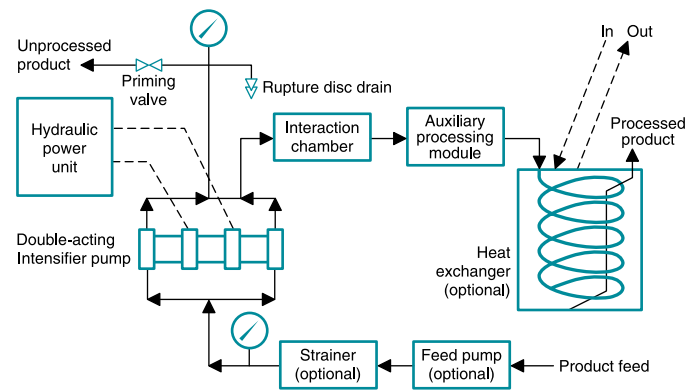 Unprocessed
product
Priming
valve
Rupture disc drain
In Out
Hydraulic
power
unit
Interaction
chamber
Auxiliary
processing
module
Processed
product
Double-acting
Intensifier pump
Heat
exchanger
(optional)
Strainer
(optional)
Feed pump
(optional)
Product feed